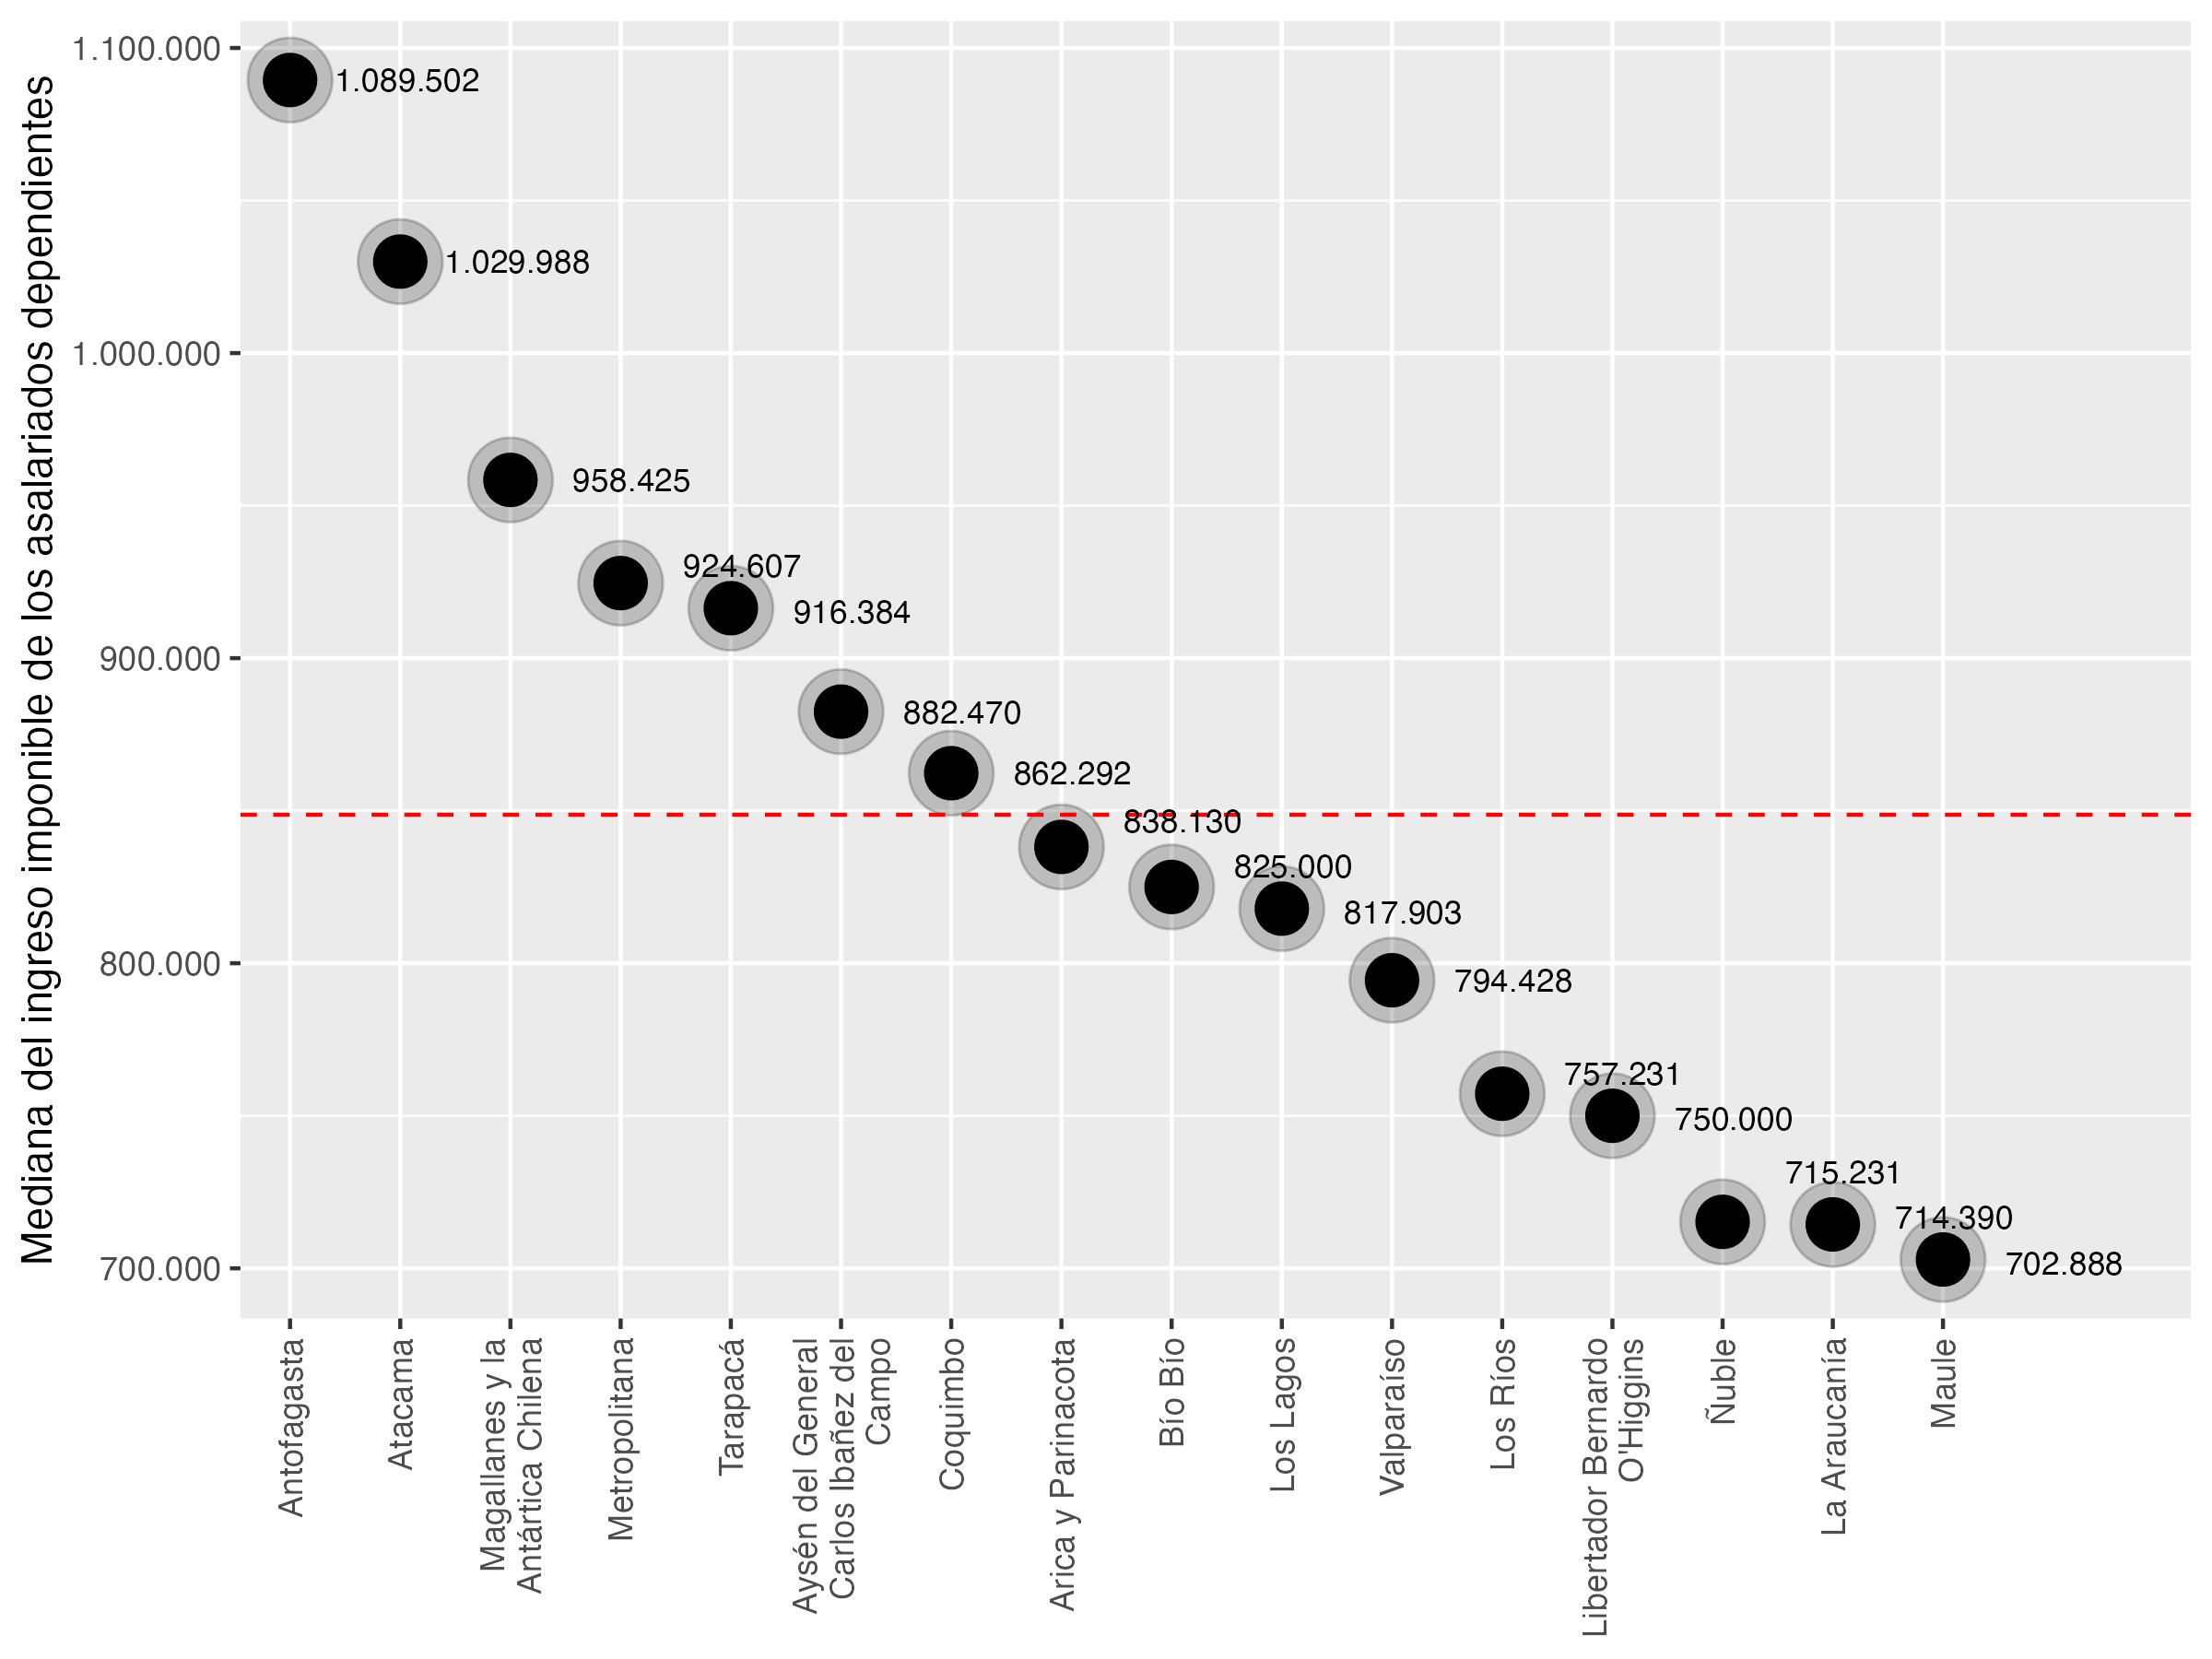 Mediana del ingreso imponible de los asalariados dependientes
1.100.000
1.000.000
900.000
800.000
700.000
1.089.502
1.029.988
958.425
924.607
916.384
882.470
862.292
838.130
825.000
817.903
794.428
757.231
750.000
715.231
714.390
702.888
Antofagasta
Atacama
Magallanes y la
Antártica Chilena
Metropolitana
Tarapacá
Aysén del General
Carlos Ibañez del
Campo
Coquimbo
Arica y Parinacota
Bío Bío
Los Lagos
Valparaíso
Los Ríos
Libertador Bernardo
O'Higgins
Ñuble
La Araucanía
Maule